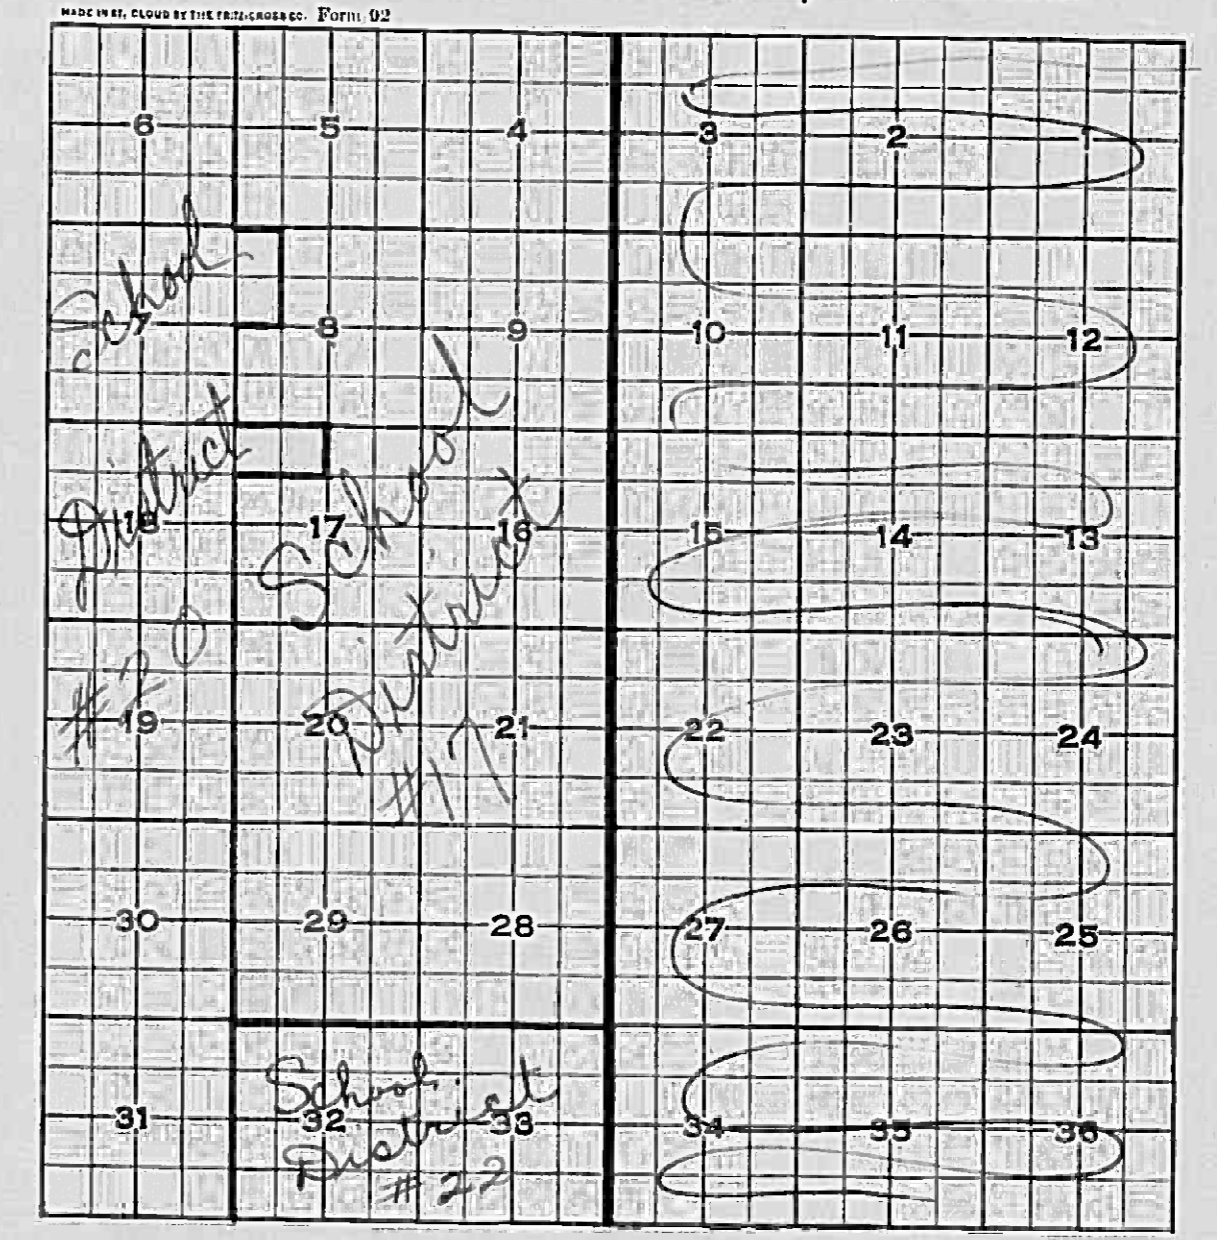 MADE IN ST. CLOUD BY THE FRITZ-CROSS CO. Form 02
6 5 4 3 2 1
School
8 9 10 11 12
District
18 17 16 15 14 13
#20
School
District
#17
19 20 21 22 23 24
30 29 28 27 26 25
School
31 32 33 34 35 36
District
#22